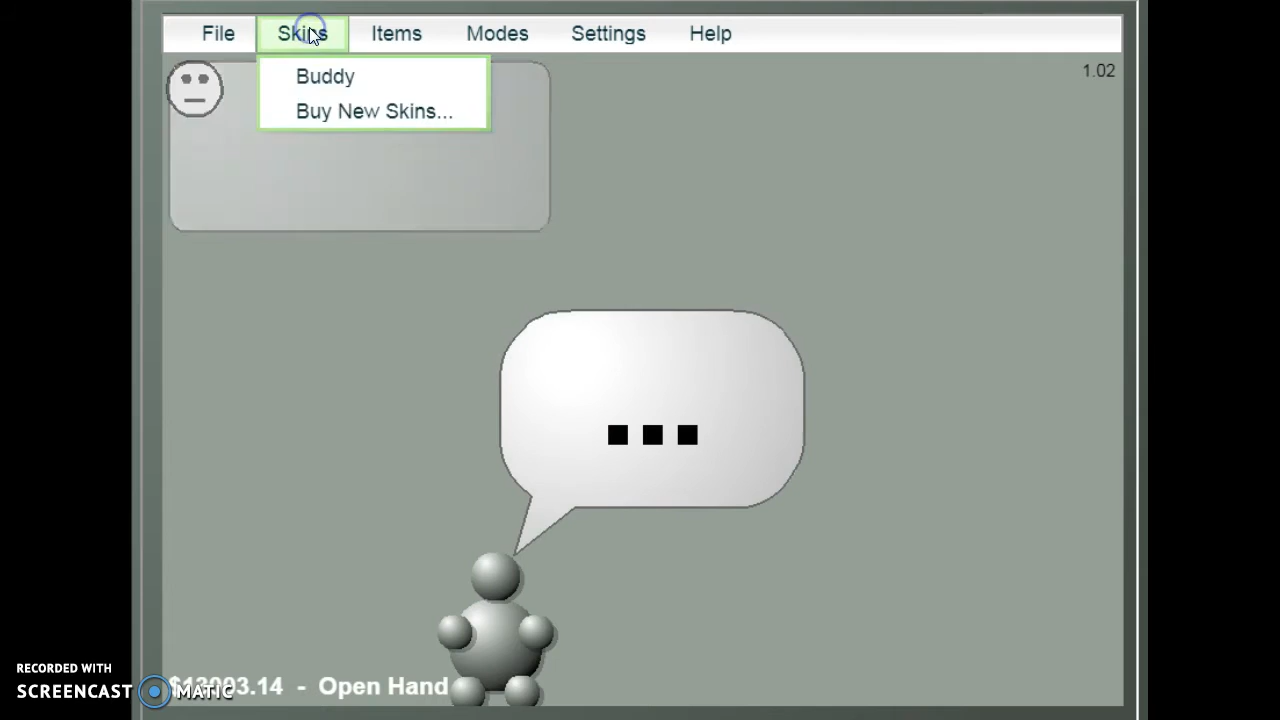 File Skins Items Modes Settings Help
1.02
Buddy
Buy New Skins...
...
RECORDED WITH
SCREENCAST MATIC
- Open Hand